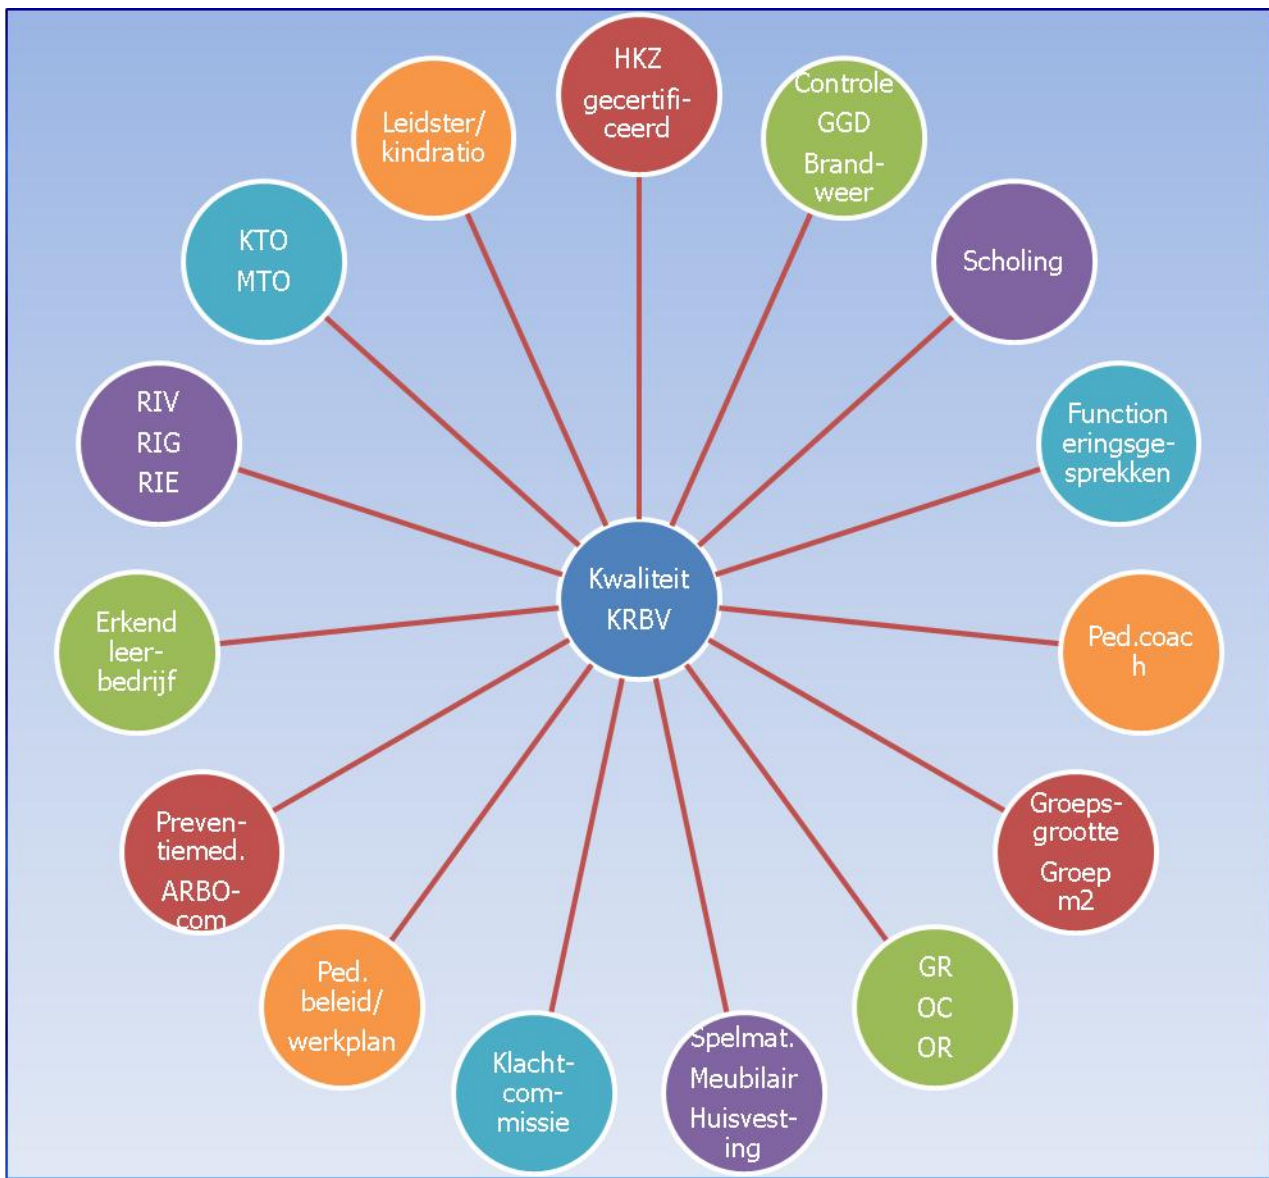 HKZ
gecertifi-
ceerd
Controle
GGD
Brand-
weer
Scholing
Function
eringsge-
sprekken
Ped.coac
h
Groeps-
grootte
Groep
m2
GR
OC
OR
Spelmat.
Meubilair
Huisvest-
ing
Klacht-
com-
missie
Ped.
beleid/
werkplan
Preven-
tiemed.
ARBO-
com
Erkend
leer-
bedrijf
RIV
RIG
RIE
KTO
MTO
Leidster/
kindratio
Kwaliteit
KRBV